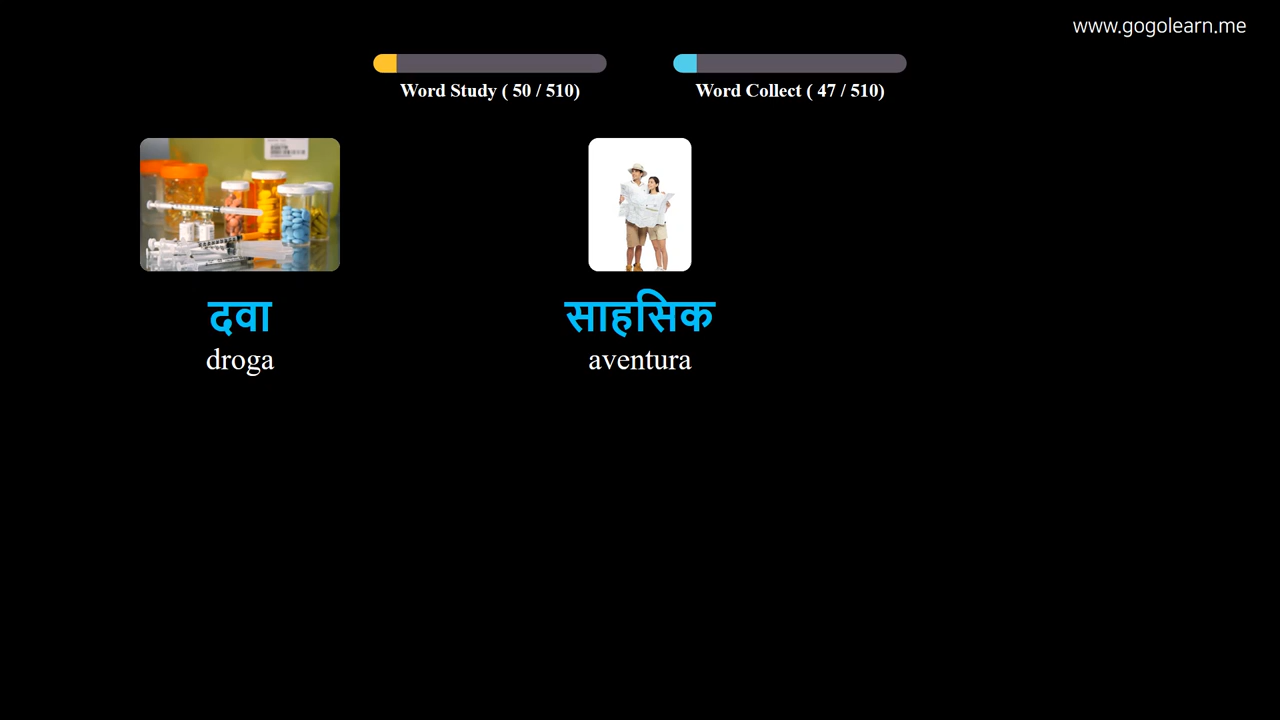 www.gogolearn.me
Word Study ( 50 / 510)
Word Collect ( 47 / 510)
दवा
droga
साहसिक
aventura